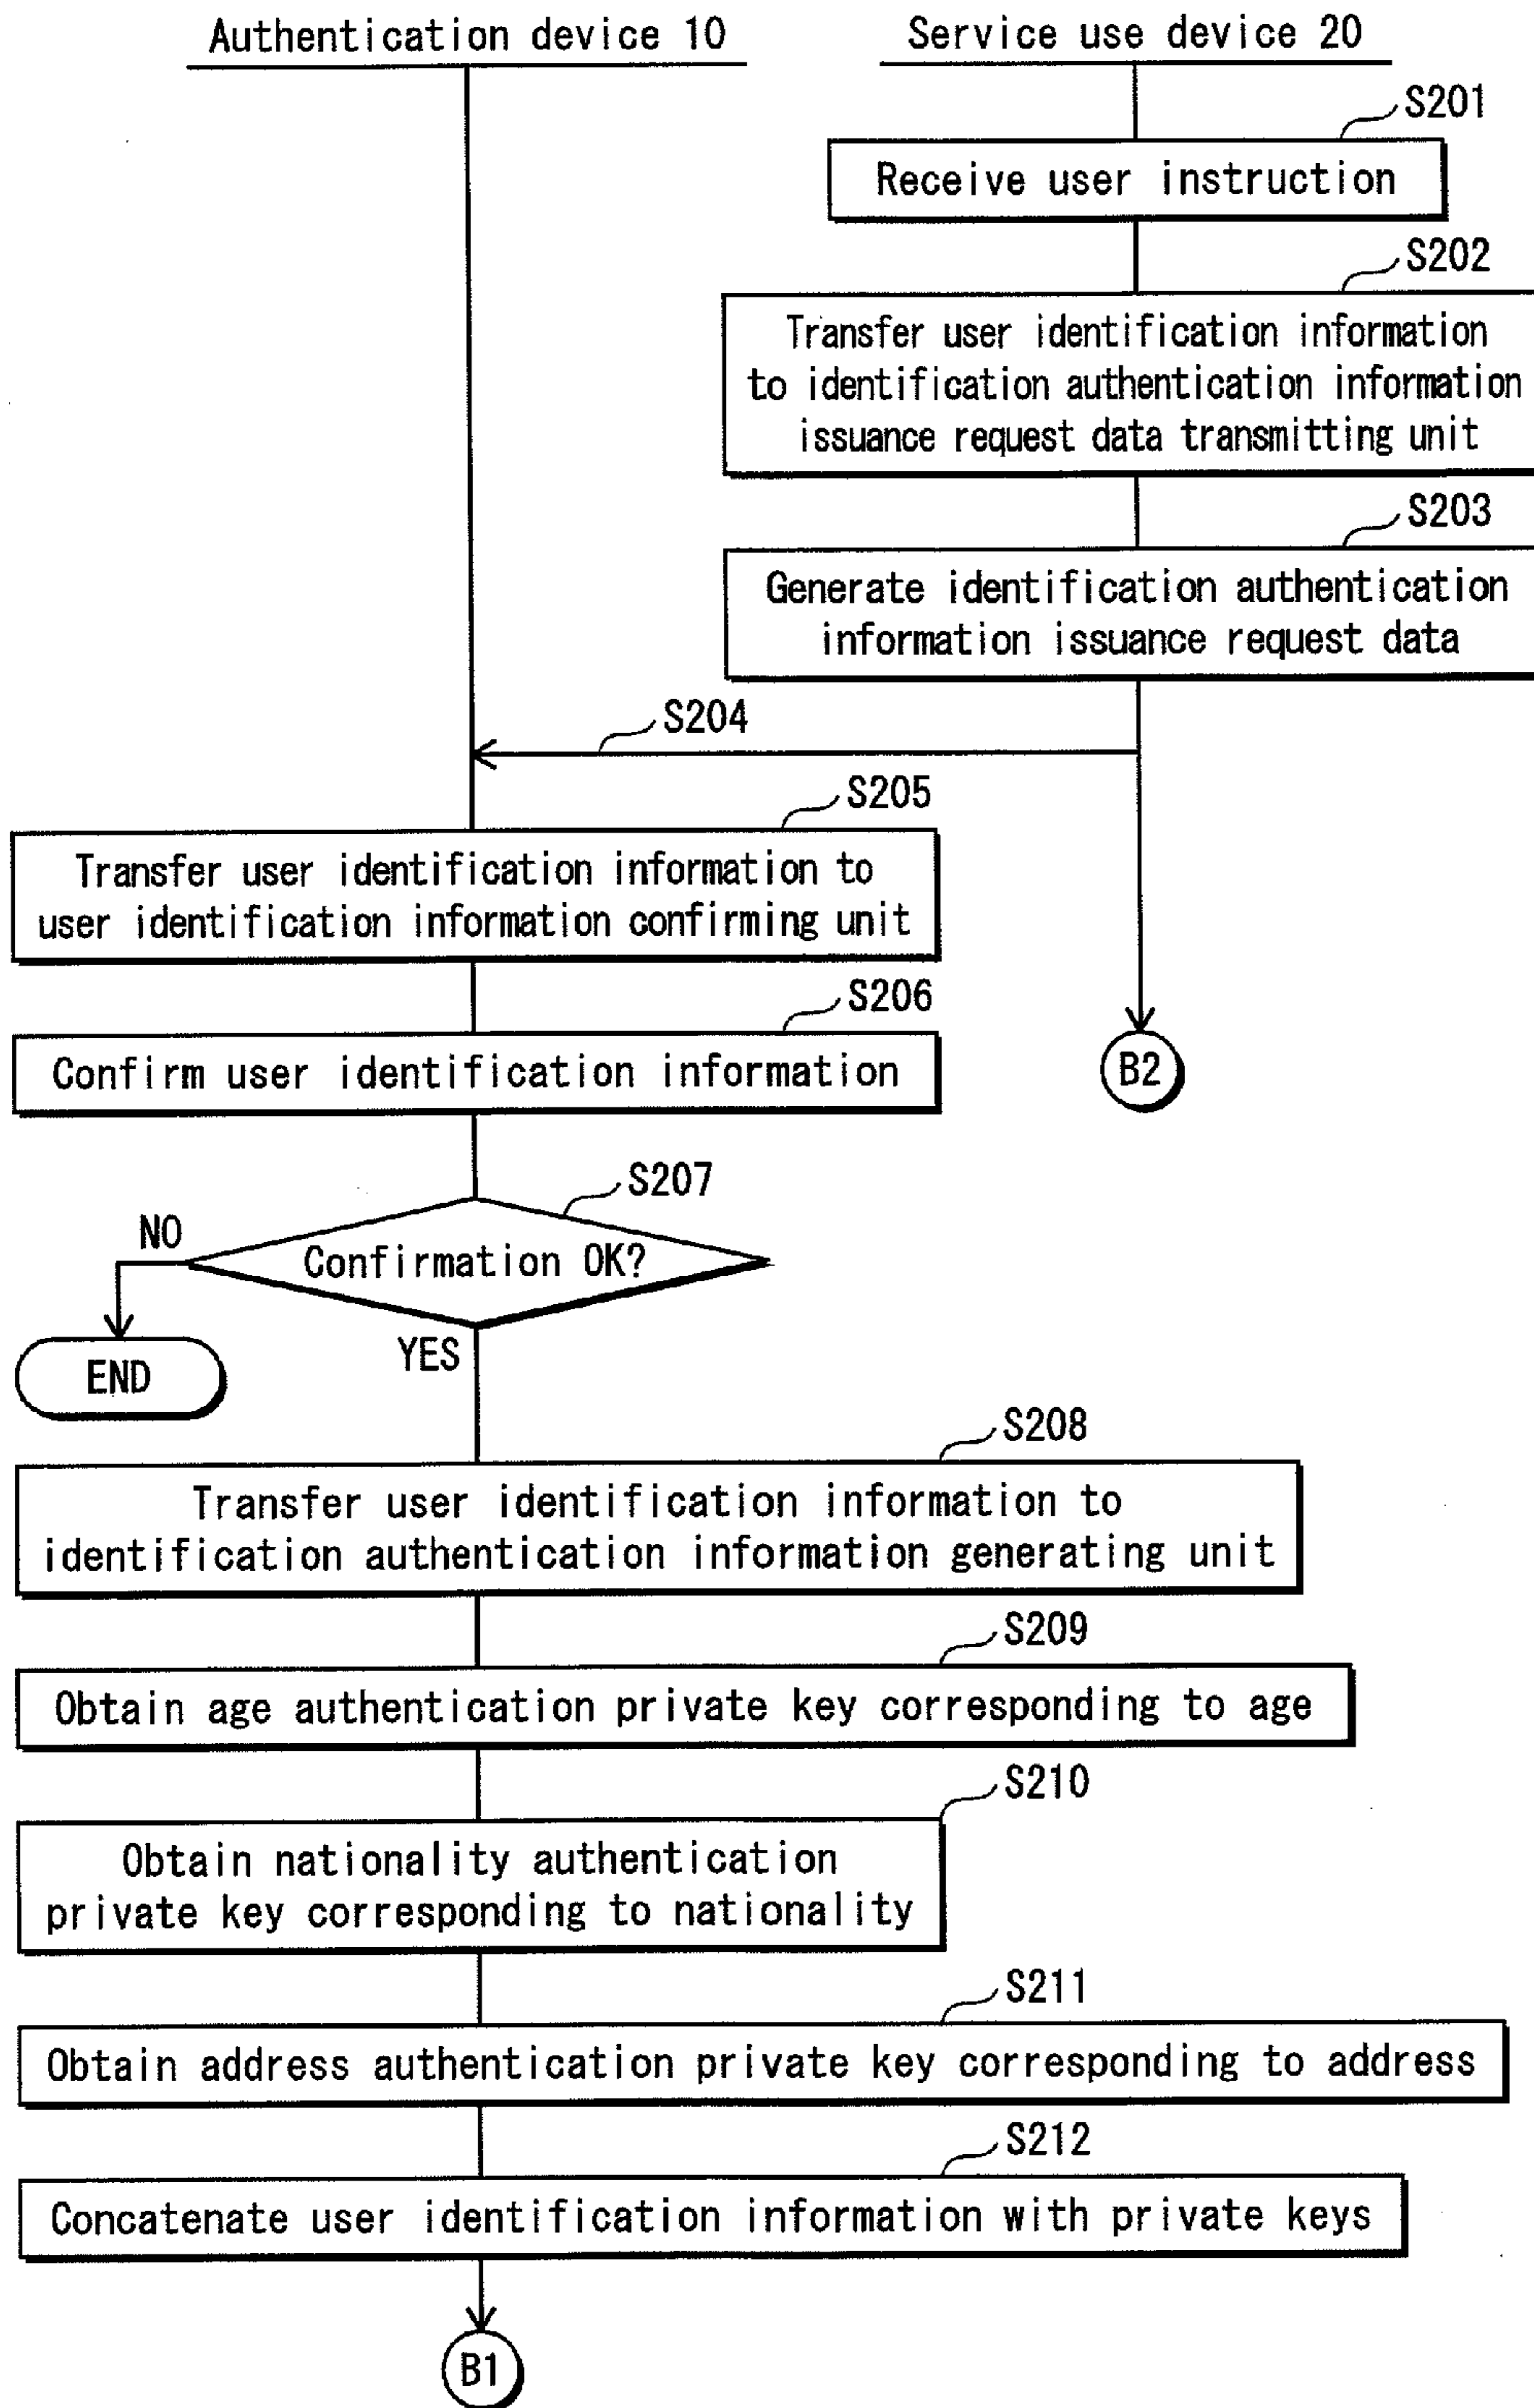 Authentication device 10
Service use device 20
S201
Receive user instruction
S202
Transfer user identification information
to identification authentication information
issuance request data transmitting unit
S203
Generate identification authentication
information issuance request data
S204
S205
Transfer user identification information to
user identification information confirming unit
S206
Confirm user identification information
B2
S207
NO
Confirmation OK?
END
YES
S208
Transfer user identification information to
identification authentication information generating unit
S209
Obtain age authentication private key corresponding to age
S210
Obtain nationality authentication
private key corresponding to nationality
S211
Obtain address authentication private key corresponding to address
S212
Concatenate user identification information with private keys
B1